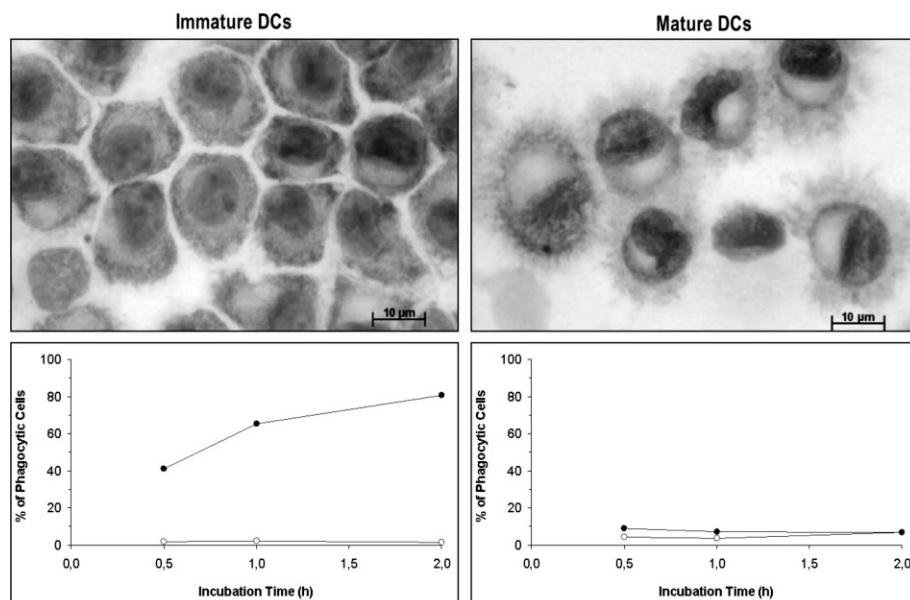 Immature DCs
Mature DCs
10 µm
10 µm
% of Phagocytic Cells
100
80
60
40
20
0
0,0
0,5
1,0
1,5
2,0
Incubation Time (h)
% of Phagocytic Cells
100
80
60
40
20
0
0,0
0,5
1,0
1,5
2,0
Incubation Time (h)